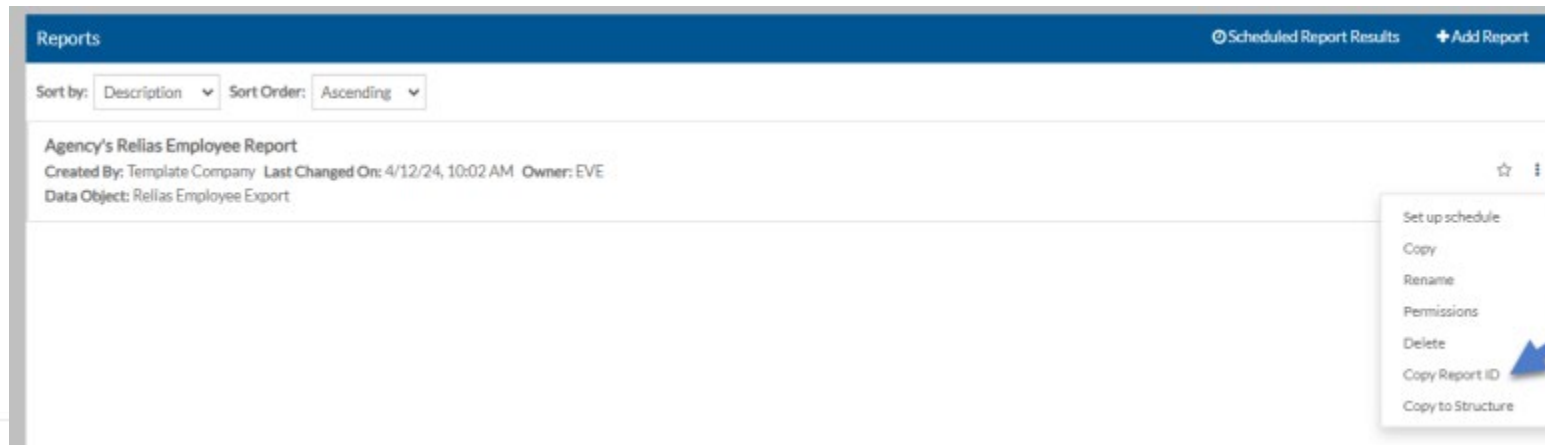 Reports Scheduled Report Results +Add Report
Sort by: Description Sort Order: Ascending
Agency's Relias Employee Report
Created By: Template Company Last Changed On: 4/12/24, 10:02 AM Owner: EVE
Data Object: Relias Employee Export
Set up schedule
Copy
Rename
Permissions
Delete
Copy Report ID
Copy to Structure